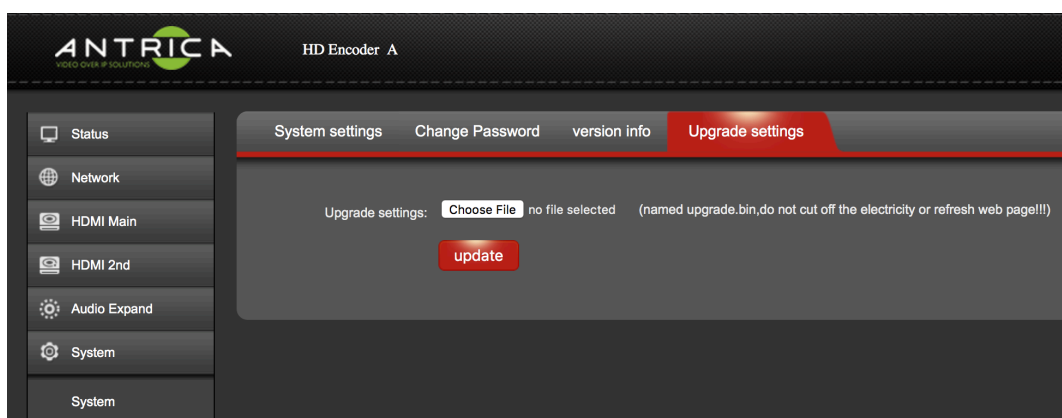 ANTRICA
VIDEO OVER IP SOLUTIONS
HD Encoder A
Status
Network
HDMI Main
HDMI 2nd
Audio Expand
System
System
System settings Change Password version info Upgrade settings
Upgrade settings: Choose File no file selected (named upgrade.bin,do not cut off the electricity or refresh web page!!!)
update